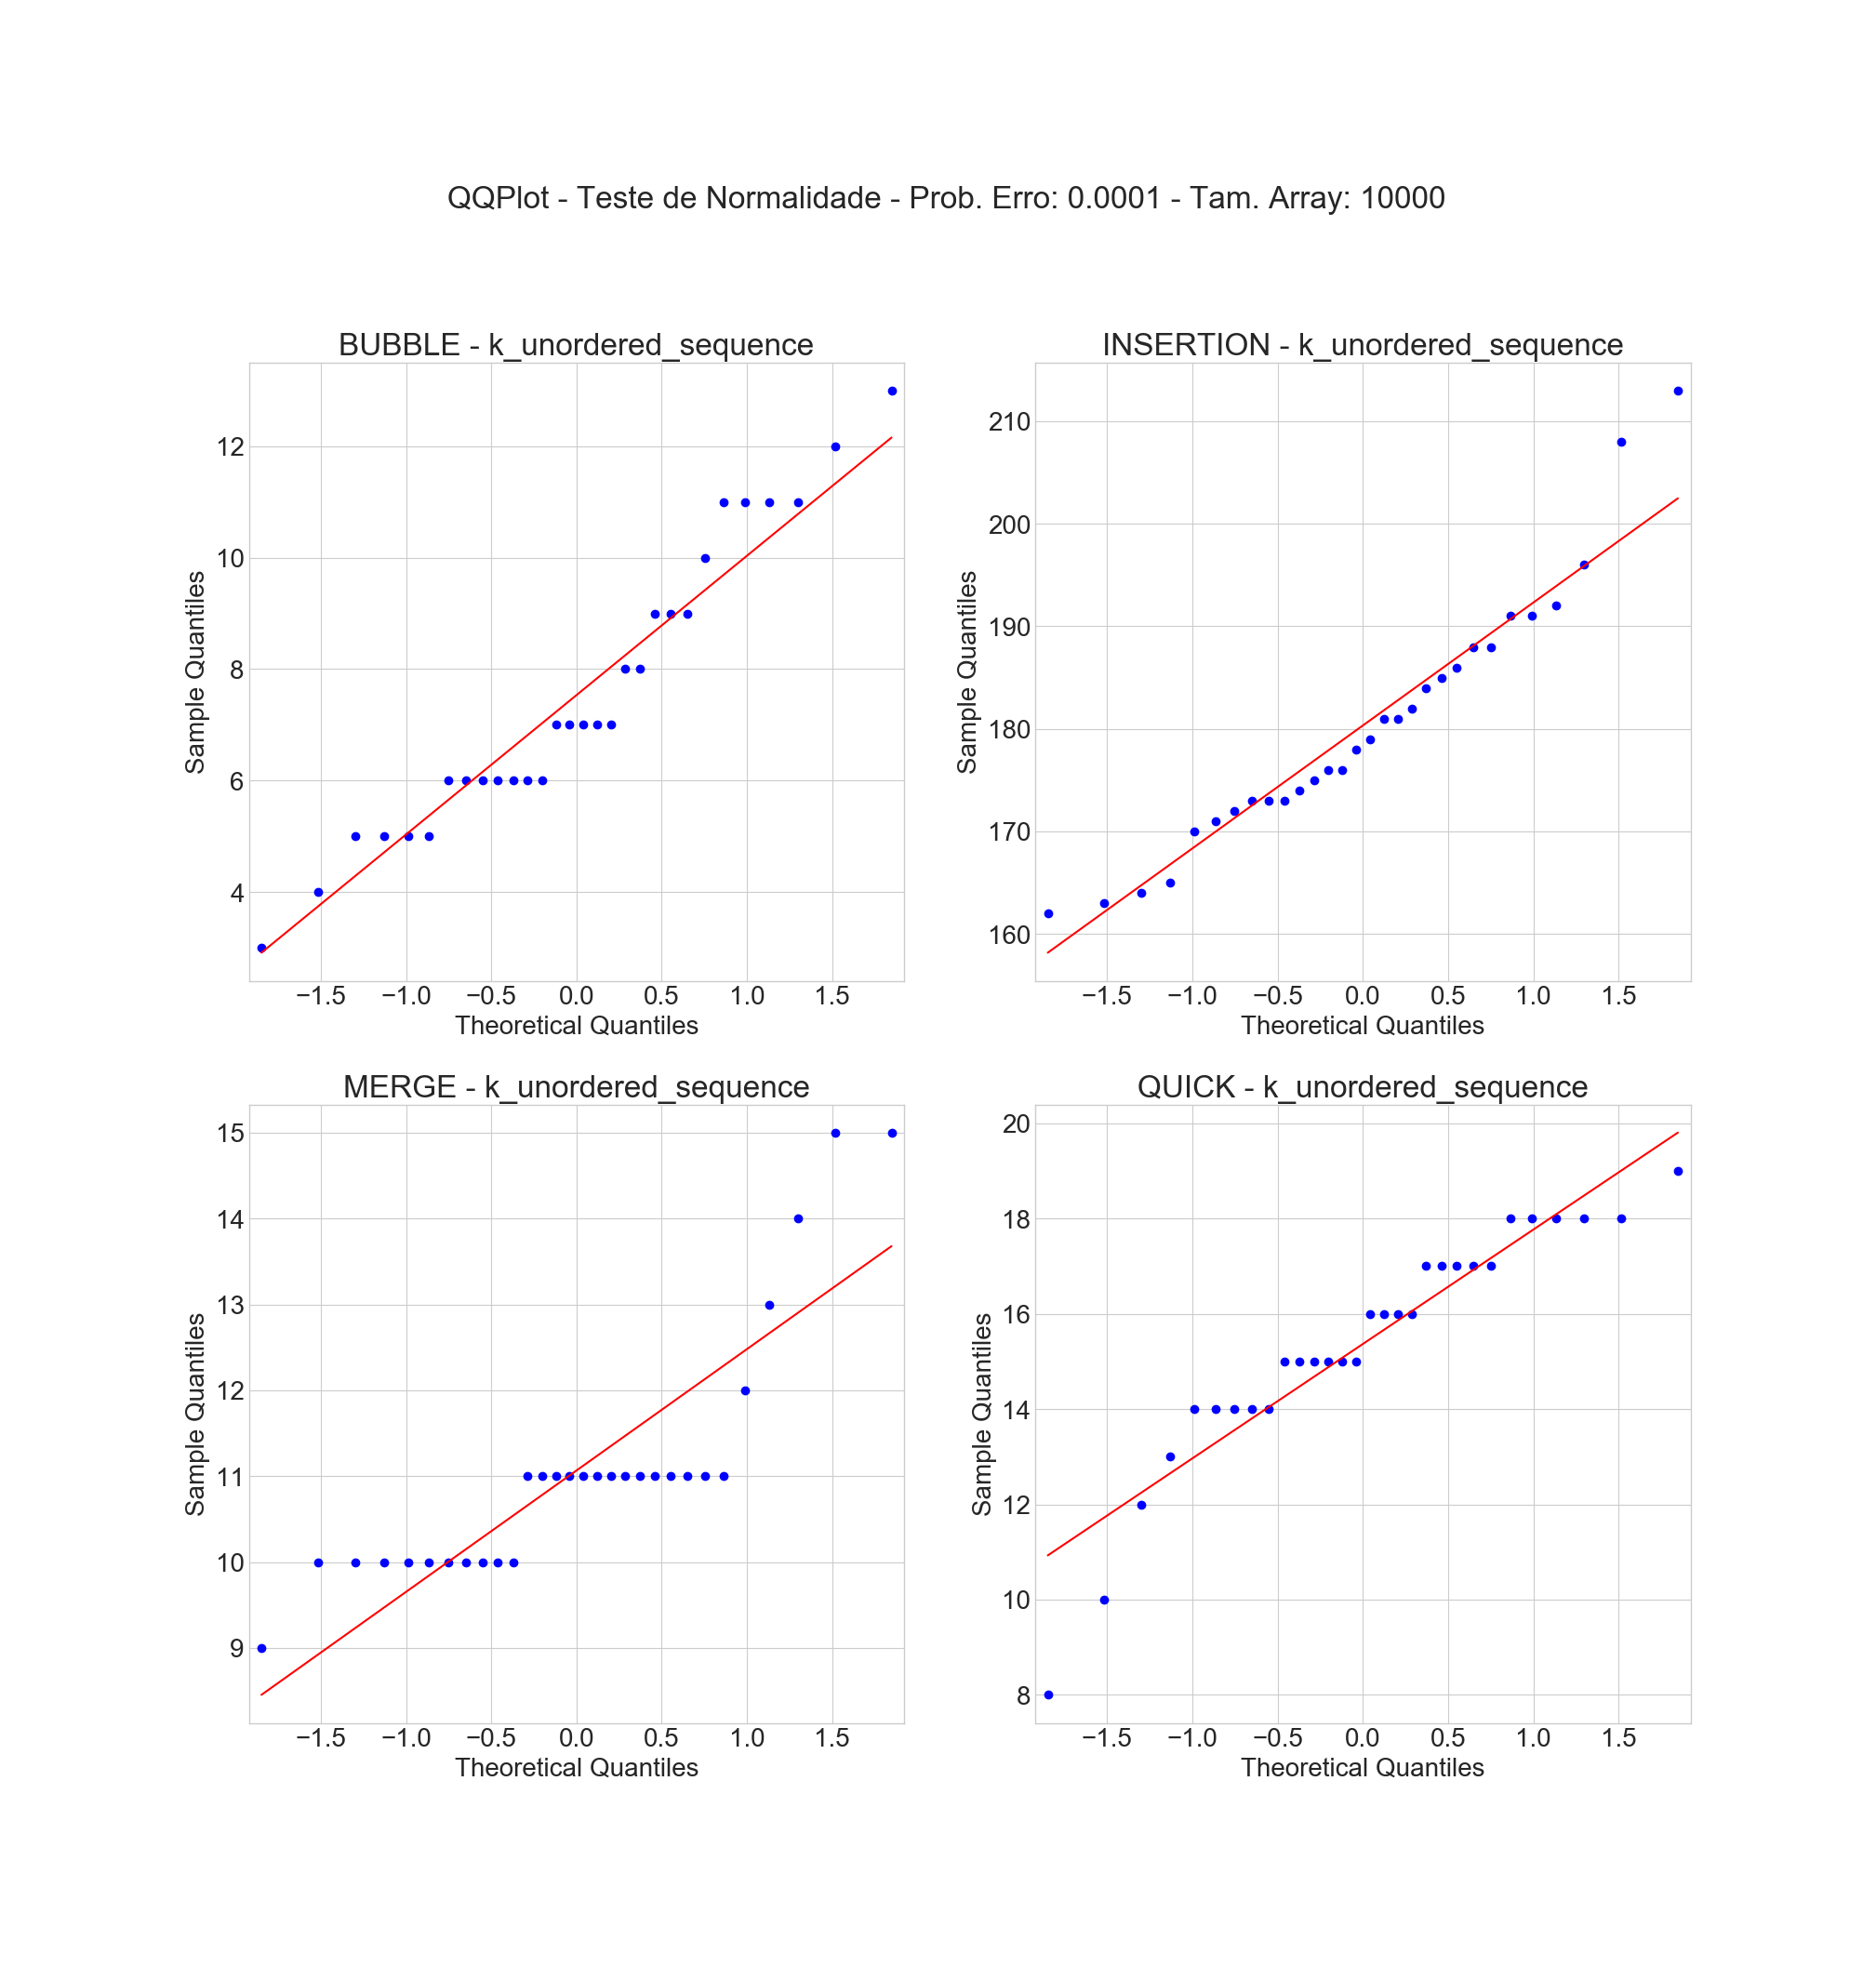 QQPlot - Teste de Normalidade - Prob. Erro: 0.0001 - Tam. Array: 10000
BUBBLE - k_unordered_sequence
12
10
8
6
4
Sample Quantiles
−1.5 −1.0 −0.5 0.0 0.5 1.0 1.5
Theoretical Quantiles
INSERTION - k_unordered_sequence
210
200
190
180
170
160
Sample Quantiles
−1.5 −1.0 −0.5 0.0 0.5 1.0 1.5
Theoretical Quantiles
MERGE - k_unordered_sequence
15
14
13
12
11
10
9
Sample Quantiles
−1.5 −1.0 −0.5 0.0 0.5 1.0 1.5
Theoretical Quantiles
QUICK - k_unordered_sequence
20
18
16
14
12
10
8
Sample Quantiles
−1.5 −1.0 −0.5 0.0 0.5 1.0 1.5
Theoretical Quantiles